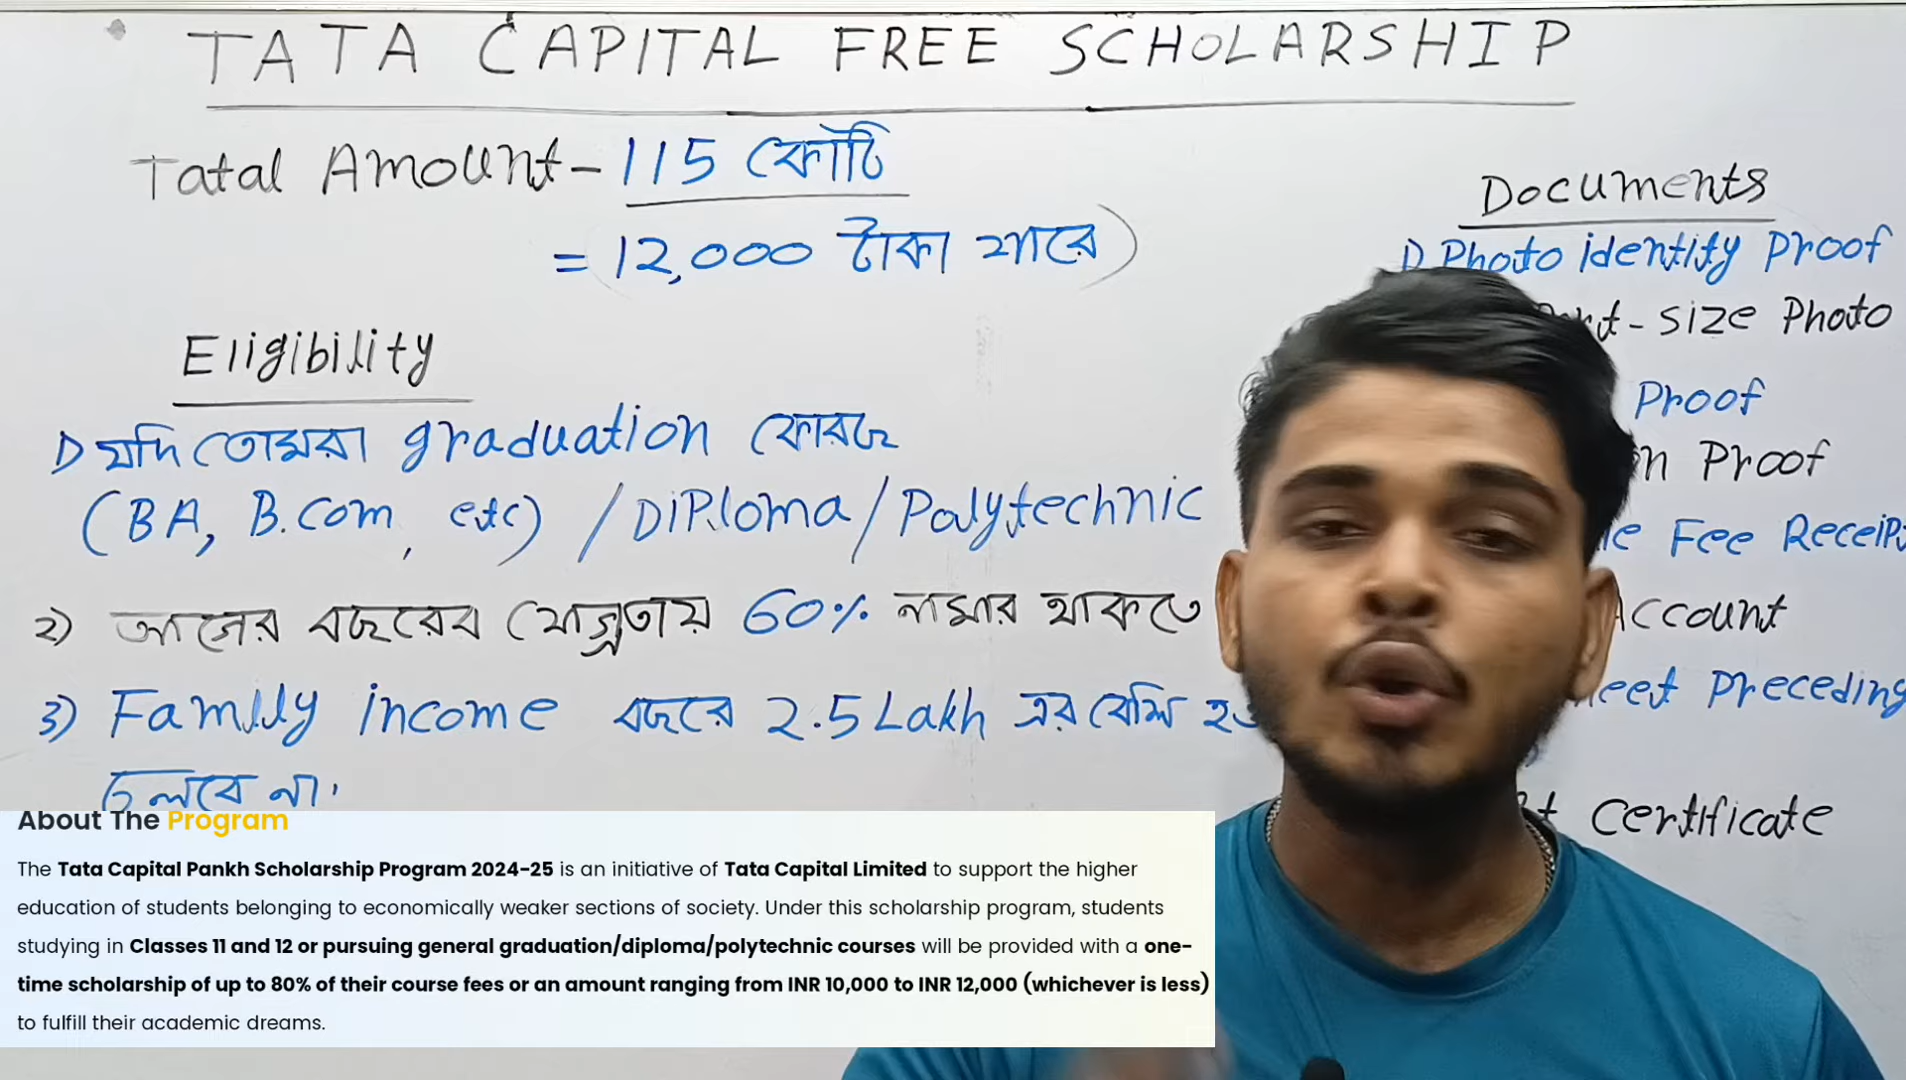 TATA CAPITAL FREE SCHOLARSHIP
Tatal Amount - 115 কোটি
= (12,000 টাকা পাবে)
Eligibility
1) যদি তোমরা graduation কোরছ
(BA, B.Com, etc) / Diploma / Polytechnic
২) আগের বছরের যোগ্যতায় 60% নাম্বার থাকতে
3) Family income বছরে 2.5 Lakh এর বেশি
চলবে না।
Documents
1) Photo identity Proof
-size Photo
Proof
Proof
Fee Receipt
Account
Preceding
Certificate
About The Program
The Tata Capital Pankh Scholarship Program 2024-25 is an initiative of Tata Capital Limited to support the higher
education of students belonging to economically weaker sections of society. Under this scholarship program, students
studying in Classes 11 and 12 or pursuing general graduation/diploma/polytechnic courses will be provided with a one-
time scholarship of up to 80% of their course fees or an amount ranging from INR 10,000 to INR 12,000 (whichever is less)
to fulfill their academic dreams.